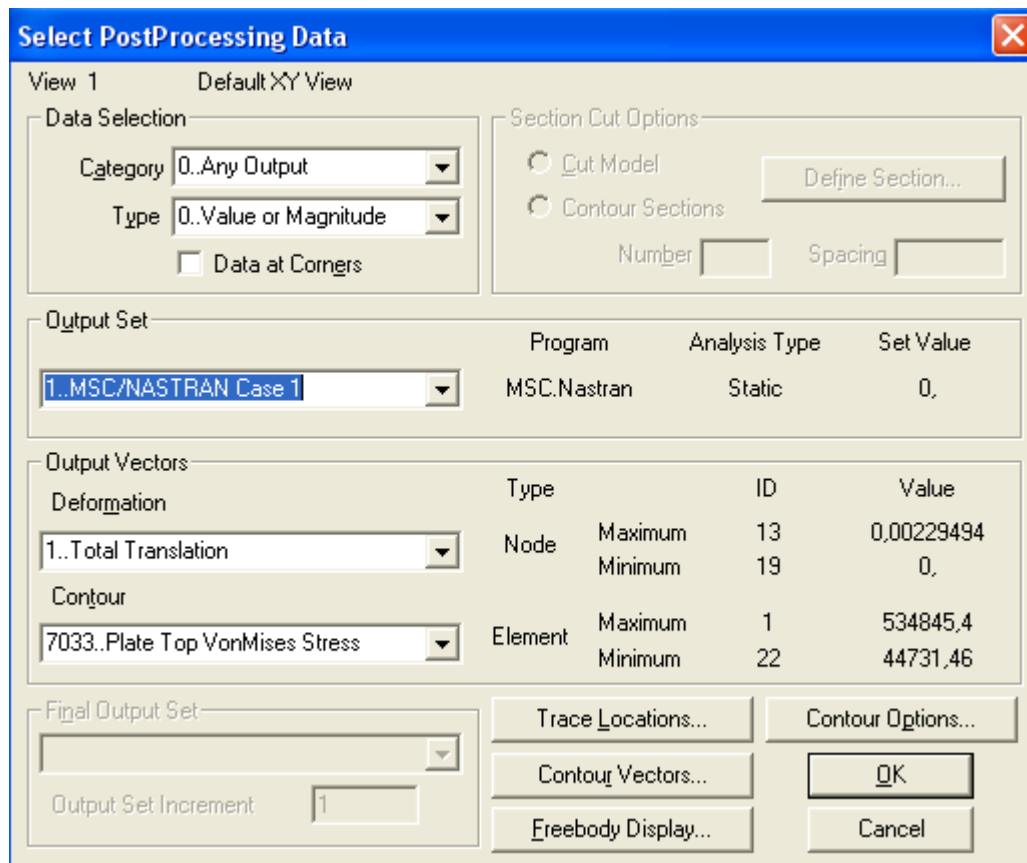 Select PostProcessing Data
View 1 Default XY View
Data Selection
Category 0..Any Output
Type 0..Value or Magnitude
Data at Corners
Section Cut Options
Cut Model
Define Section...
Contour Sections
Number Spacing
Output Set
Program Analysis Type Set Value
1..MSC/NASTRAN Case 1 MSC.Nastran Static 0,
Output Vectors
Deformation
1..Total Translation
Contour
7033..Plate Top VonMises Stress
Type ID Value
Node Maximum 13 0,00229494
Minimum 19 0,
Element Maximum 1 534845,4
Minimum 22 44731,46
Final Output Set
Output Set Increment 1
Trace Locations... Contour Options...
Contour Vectors... OK
Freebody Display... Cancel